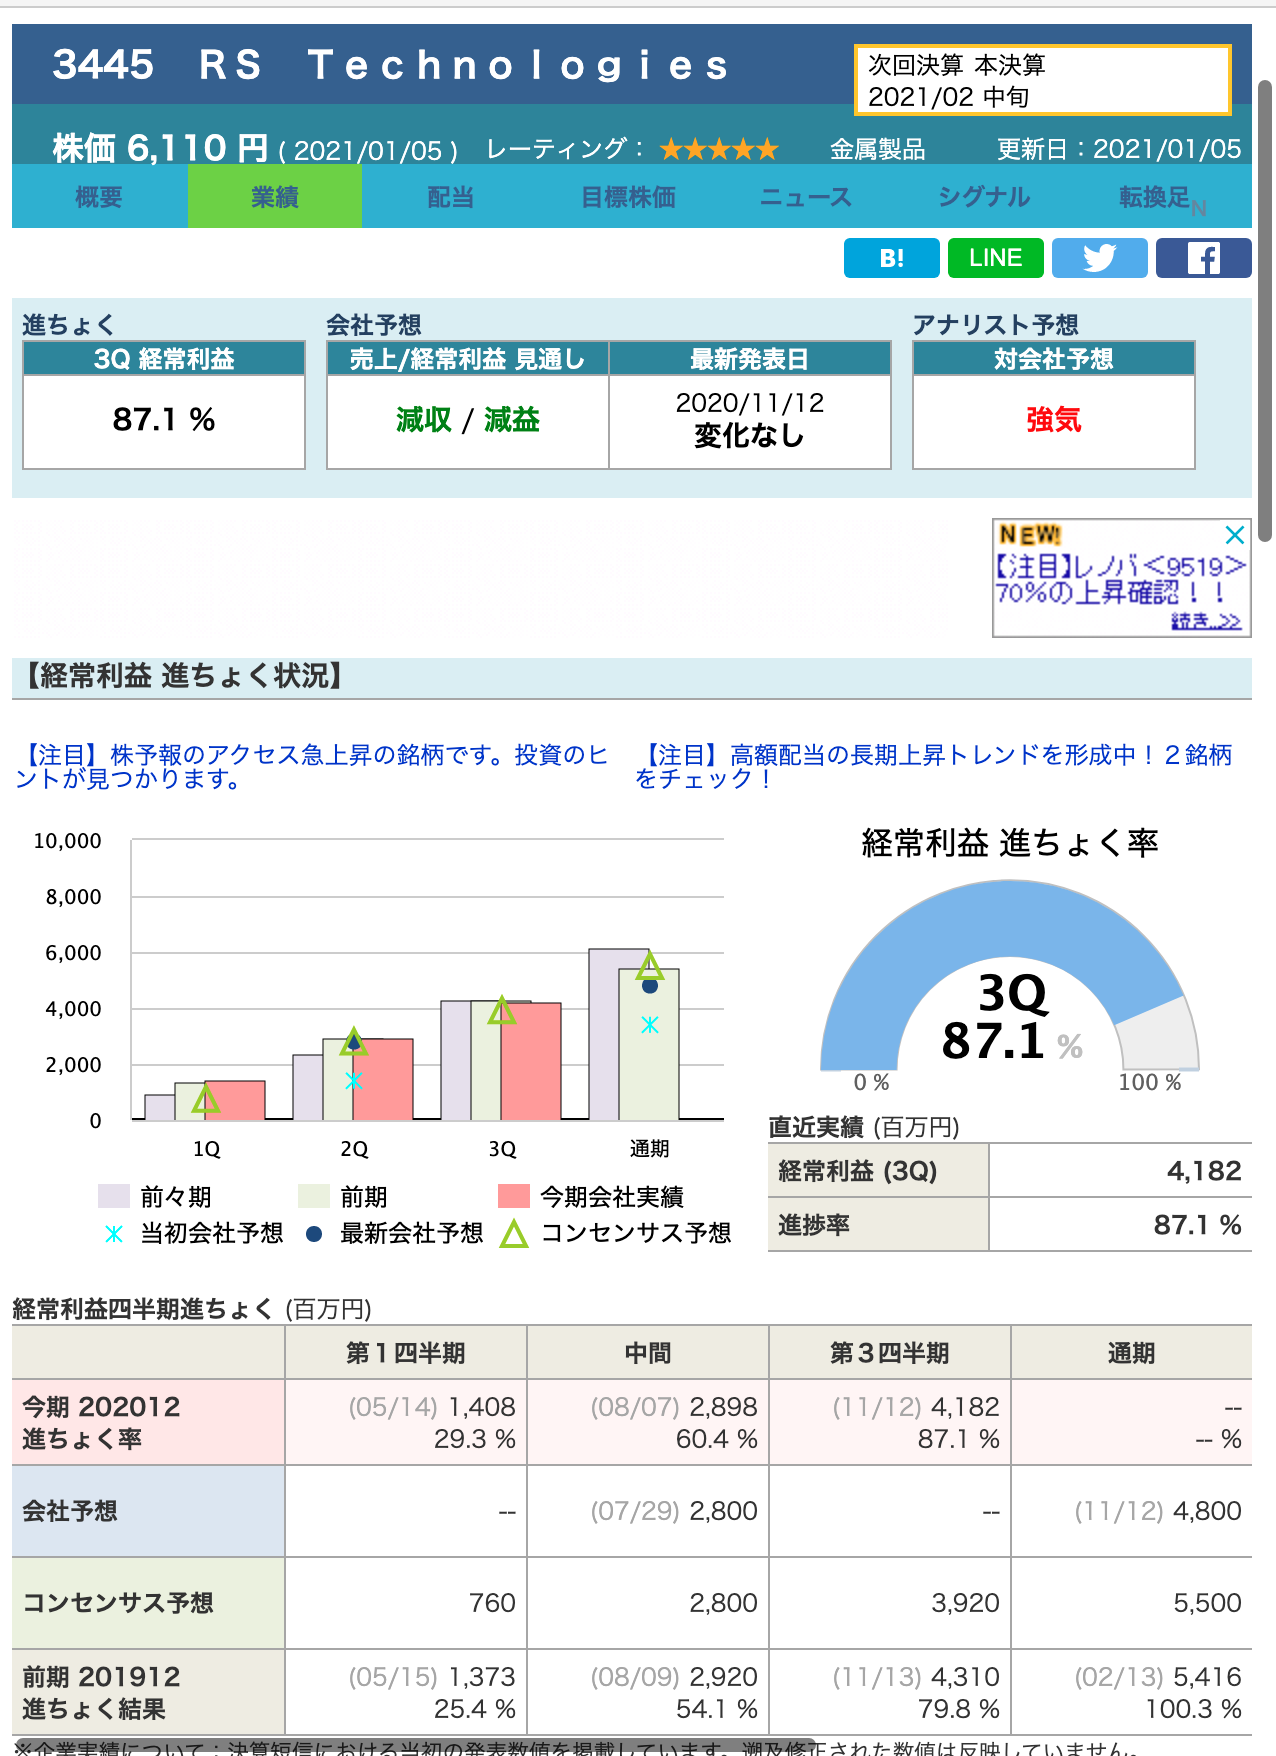 3445　ＲＳ　Ｔｅｃｈｎｏｌｏｇｉｅｓ
次回決算 本決算
2021/02 中旬
株価 6,110 円 ( 2021/01/05 )　レーティング： ★★★★★　金属製品　更新日：2021/01/05
概要　業績　配当　目標株価　ニュース　シグナル　転換足N
B!　LINE
進ちょく　会社予想　アナリスト予想
3Q 経常利益　売上/経常利益 見通し　最新発表日　対会社予想
87.1 %　減収 / 減益　2020/11/12　強気
変化なし
NEW!
【注目】レノバ<9519>
70%の上昇確認！！
続き..>>
【経常利益 進ちょく状況】
【注目】株予報のアクセス急上昇の銘柄です。投資のヒ
ントが見つかります。
【注目】高額配当の長期上昇トレンドを形成中！２銘柄
をチェック！
10,000
8,000
6,000
4,000
2,000
0
1Q　2Q　3Q　通期
前々期　前期　今期会社実績
当初会社予想　最新会社予想　コンセンサス予想
経常利益 進ちょく率
3Q
87.1 %
0 %　100 %
直近実績 (百万円)
経常利益 (3Q)　4,182
進捗率　87.1 %
経常利益四半期進ちょく (百万円)
第１四半期　中間　第３四半期　通期
今期 202012　(05/14) 1,408　(08/07) 2,898　(11/12) 4,182　--
進ちょく率　29.3 %　60.4 %　87.1 %　-- %
会社予想　--　(07/29) 2,800　--　(11/12) 4,800
コンセンサス予想　760　2,800　3,920　5,500
前期 201912　(05/15) 1,373　(08/09) 2,920　(11/13) 4,310　(02/13) 5,416
進ちょく結果　25.4 %　54.1 %　79.8 %　100.3 %
※企業実績について：決算短信における当初の発表数値を掲載しています。遡及修正された数値は反映していません。